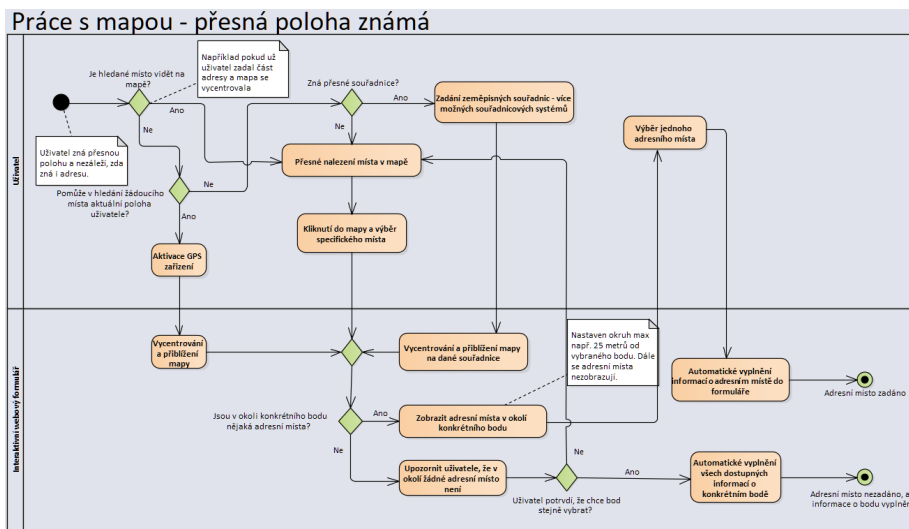 Práce s mapou - přesná poloha známá
Uživatel
Je hledané místo vidět na
mapě?
Například pokud už
uživatel zadal část
adresy a mapa se
vycentrovala
Zná přesné souřadnice?
Ano
Zadání zeměpisných souřadnic - více
možných souřadnicových systémů
Výběr jednoho
adresního místa
Ano
Ne
Ne
Uživatel zná přesnou
polohu a nezáleží, zda
zná i adresu.
Přesné nalezení místa v mapě
Ne
Pomůže v hledání žádoucího
místa aktuální poloha
uživatele?
Ano
Kliknutí do mapy a výběr
specifického místa
Aktivace GPS
zařízení
Interaktivní webový formulář
Vycentrování
a přiblížení
mapy
Vycentrování a přiblížení mapy
na dané souřadnice
Nastaven okruh max
např. 25 metrů od
vybraného bodu. Dále
se adresní místa
nezobrazují.
Automatické vyplnění
informací o adresním místě do
formuláře
Adresní místo zadáno
Jsou v okolí konkrétního bodu
nějaká adresní místa?
Ano
Zobrazit adresní místa v okolí
konkrétního bodu
Ne
Upozornit uživatele, že v
okolí žádné adresní místo
není
Ne
Uživatel potrvdí, že chce bod
stejně vybrat?
Ano
Automatické vyplnění
všech dostupných
informací o
konkrétním bodě
Adresní místo nezadáno, a
informace o bodu vyplněn